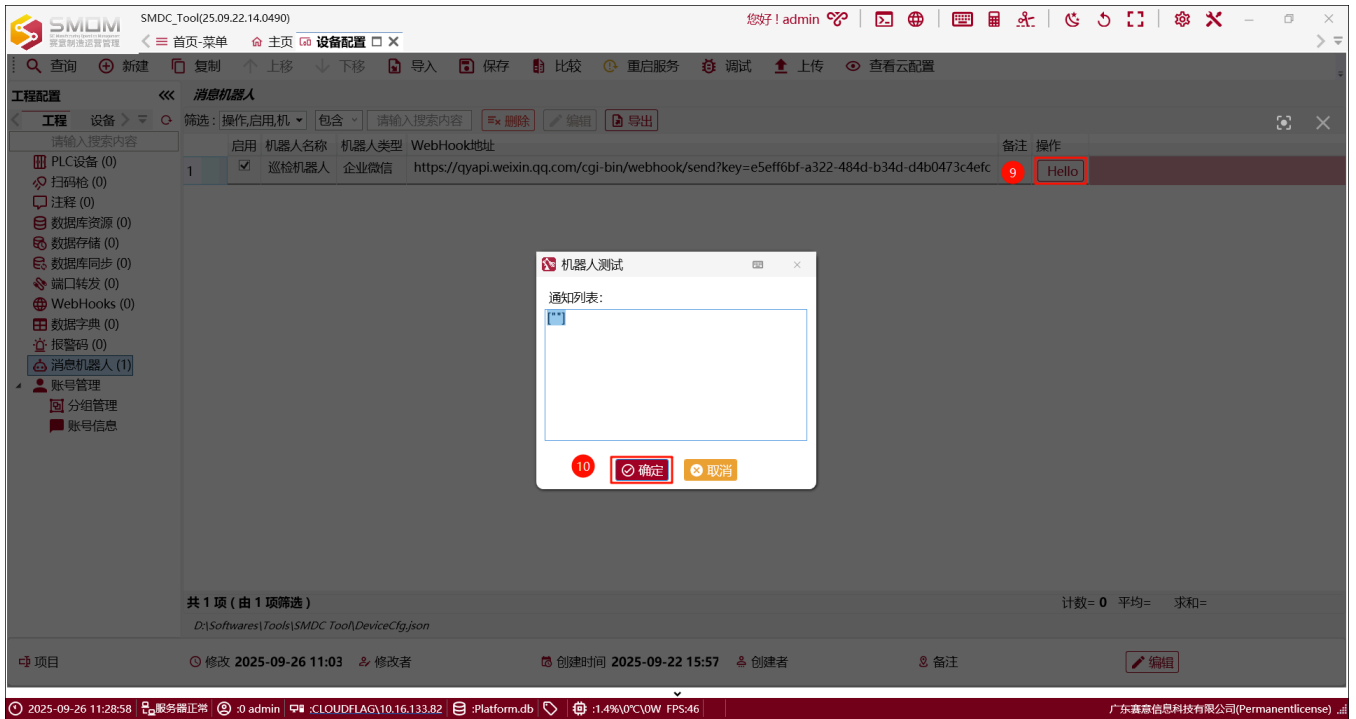 SMOM
赛意制造运营管理
SMDC_Tool(25.09.22.14.0490)
您好！admin
首页-菜单 主页 设备配置
查询 新建 复制 上移 下移 导入 保存 比较 重启服务 调试 上传 查看云配置
工程配置
消息机器人
工程 设备
筛选： 操作,启用,机 包含 请输入搜索内容 删除 编辑 导出
请输入搜索内容
启用 机器人名称 机器人类型 WebHook地址 备注 操作
1 巡检机器人 企业微信 https://qyapi.weixin.qq.com/cgi-bin/webhook/send?key=e5eff6bf-a322-484d-b34d-d4b0473c4efc 9 Hello
PLC设备 (0)
扫码枪 (0)
注程 (0)
数据库资源 (0)
数据存储 (0)
数据库同步 (0)
端口转发 (0)
WebHooks (0)
数据字典 (0)
报警码 (0)
消息机器人 (1)
账号管理
分组管理
账号信息
机器人测试
通知列表：
[""]
10 确定 取消
共 1 项 ( 由 1 项筛选 ) 计数= 0 平均= 求和=
D:\Softwares\Tools\SMDC Tool\DeviceCfg.json
项目 修改 2025-09-26 11:03 修改者 创建时间 2025-09-22 15:57 创建者 备注 编辑
2025-09-26 11:28:58 服务器正常 :0 admin :CLOUDFLAG\10.16.133.82 :Platform.db :1.4%\0℃\0W FPS:46 广东赛意信息科技有限公司(Permanentlicense)